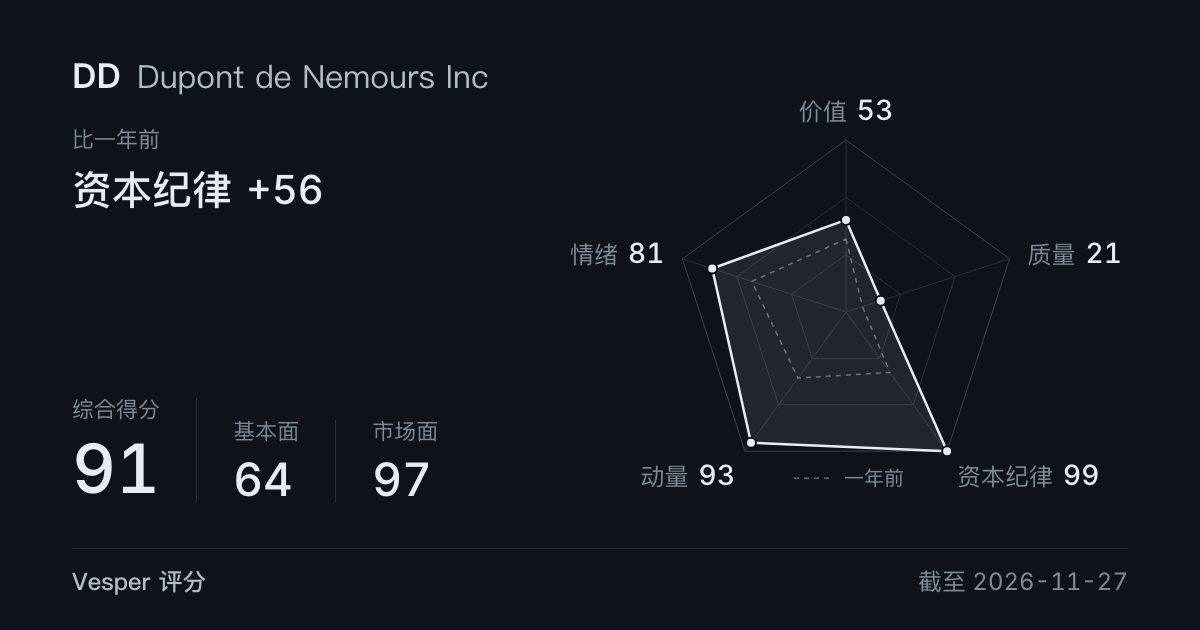 DD Dupont de Nemours Inc
比一年前
资本纪律 +56
价值 53
情绪 81
质量 21
动量 93
一年前
资本纪律 99
综合得分
91
基本面
64
市场面
97
Vesper 评分
截至 2026-11-27